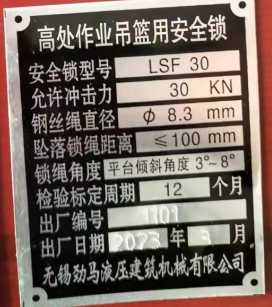 高处作业吊篮用安全锁
安全锁型号 LSF 30
允许冲击力 30 KN
钢丝绳直径 ф 8.3 mm
坠落锁绳距离 ≤100 mm
锁绳角度 平台倾斜角度 3°~8°
检验标定周期 12 个月
出厂编号 1101
出厂日期 2023 年 3 月
无锡劲马液压建筑机械有限公司